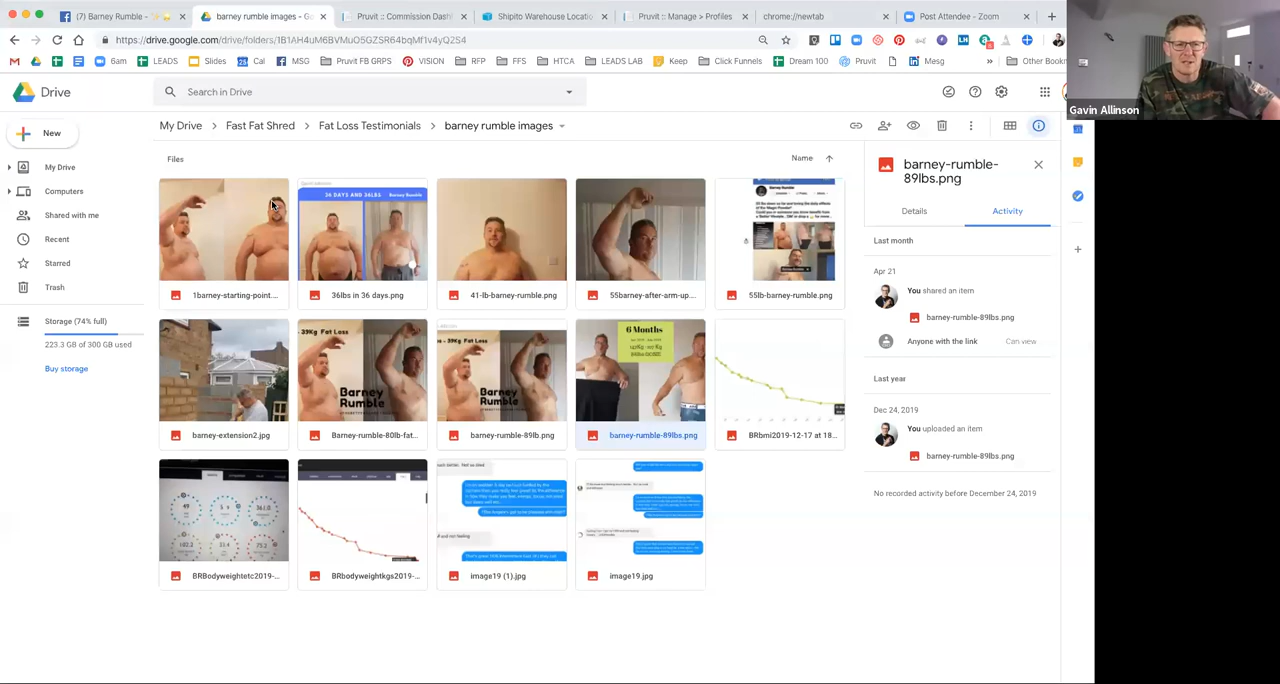 (7) Barney Rumble -
barney rumble images - Go
Pruvit :: Commission Dash
Shipito Warehouse Locatio
Pruvit :: Manage > Profiles
chrome://newtab
Post Attendee - Zoom
https://drive.google.com/drive/folders/1B1AH4uM6BVMuO5GZSR64bqMf1v4yQ2S4
6am
LEADS
Slides
Cal
MSG
Pruvit FB GRPS
VISION
RFP
FFS
HTCA
LEADS LAB
Keep
Click Funnels
Dream 100
Pruvit
Mesg
»
Other Book
Gavin Allinson
Drive
Search in Drive
New
My Drive
Computers
Shared with me
Recent
Starred
Trash
Storage (74% full)
223.3 GB of 300 GB used
Buy storage
My Drive > Fast Fat Shred > Fat Loss Testimonials > barney rumble images
Files
Name
36 DAYS AND 36LBS Barney Rumble
1barney-starting-point....
36lbs in 36 days.png
41-lb-barney-rumble.png
55barney-after-arm-up...
55lb-barney-rumble.png
- 39Kg Fat Loss
Barney
Rumble
- 39Kg Fat Loss
Barney
Rumble
6 Months
barney-extension2.jpg
Barney-rumble-80lb-fat...
barney-rumble-89lb.png
barney-rumble-89lbs.png
BRbmi2019-12-17 at 18...
BRBodyweightetc2019-...
BRbodyweightkgs2019-...
image19 (1).jpg
image19.jpg
barney-rumble-
89lbs.png
Details
Activity
Last month
Apr 21
You shared an item
barney-rumble-89lbs.png
Anyone with the link
Can view
Last year
Dec 24, 2019
You uploaded an item
barney-rumble-89lbs.png
No recorded activity before December 24, 2019